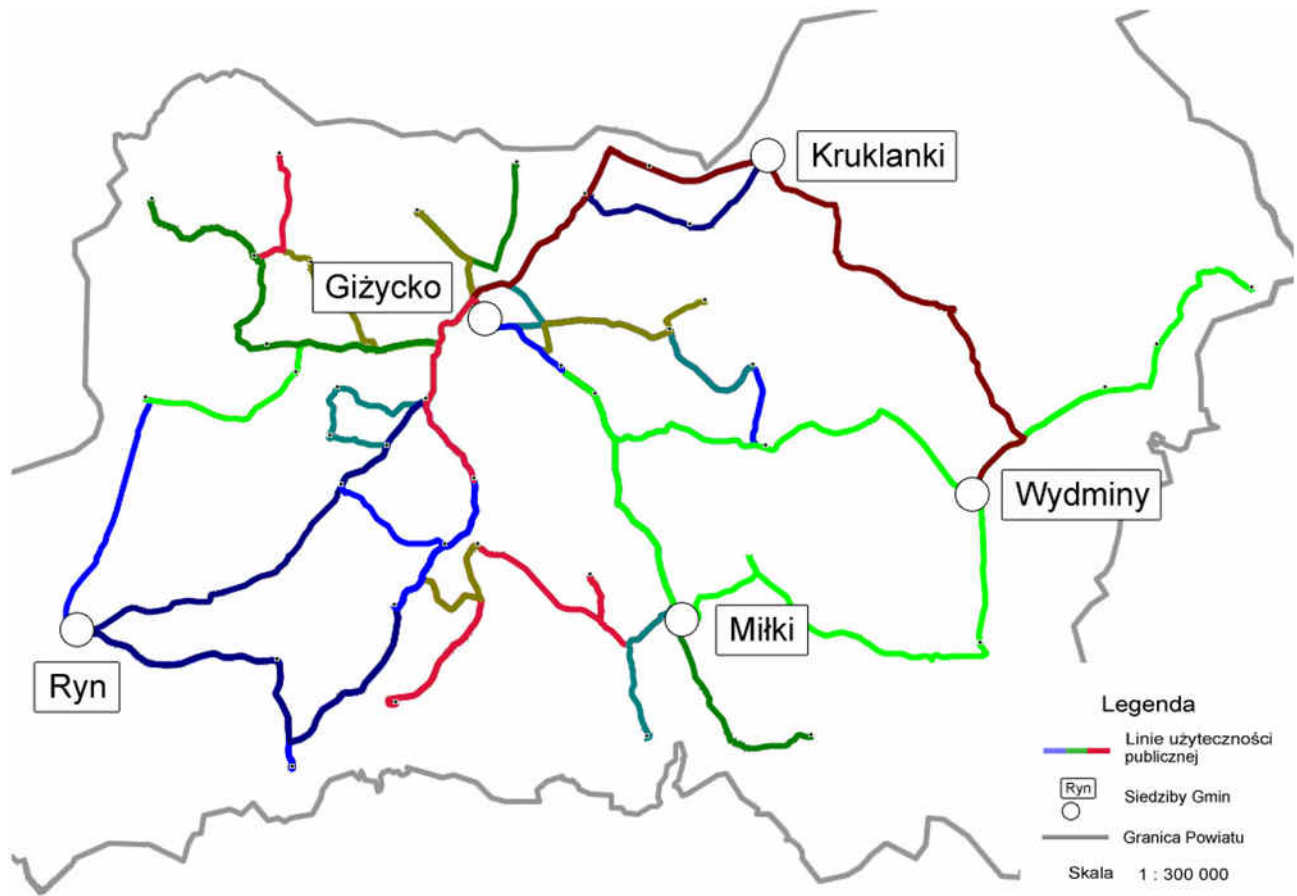 Kruklanki
Giżycko
Wydminy
Miłki
Ryn
Legenda
Linie użyteczności
publicznej
Ryn
Siedziby Gmin
Granica Powiatu
Skala 1 : 300 000